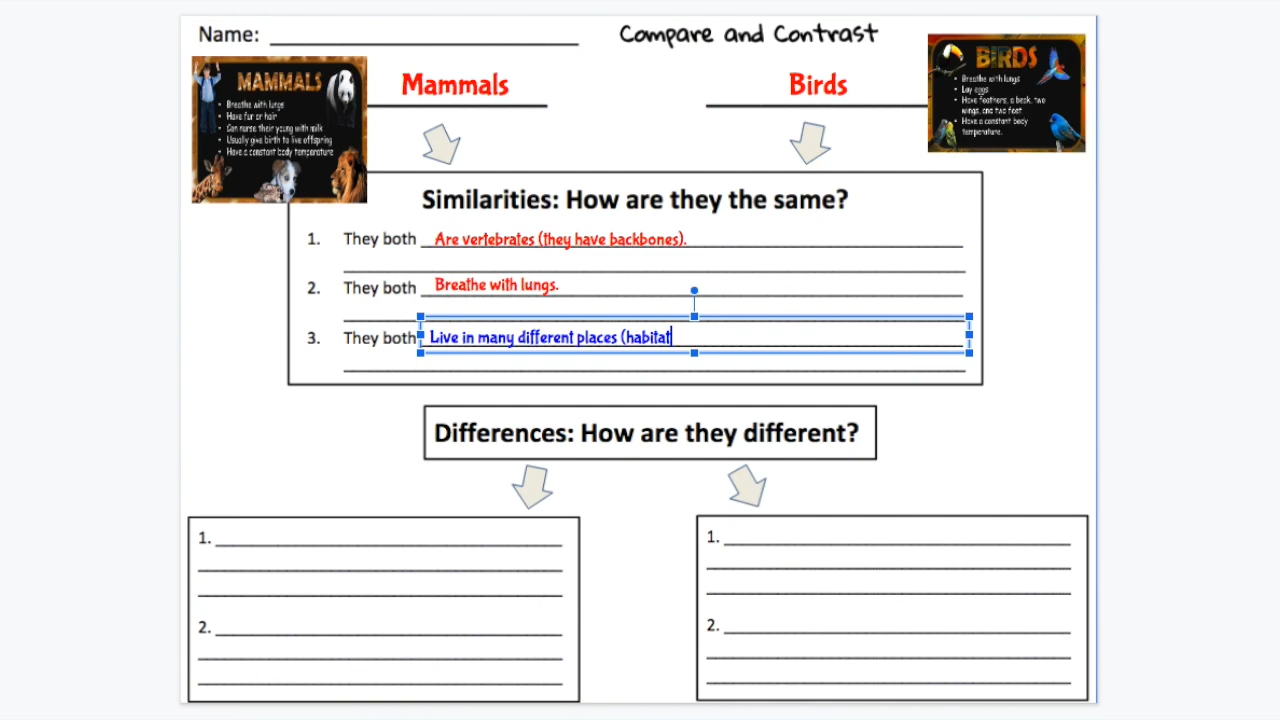 Name:
Compare and Contrast
MAMMALS
Breathe with lungs
Have fur or hair
Can nurse their young with milk
Usually give birth to live offspring
Have a constant body temperature
Mammals
Birds
BIRDS
Breathe with lungs
Lay eggs
Have feathers, a beak, two
wings, and two feet
Have a constant body
temperature.
Similarities: How are they the same?
1. They both Are vertebrates (they have backbones).
2. They both Breathe with lungs.
3. They both Live in many different places (habitat
Differences: How are they different?
1.
2.
1.
2.